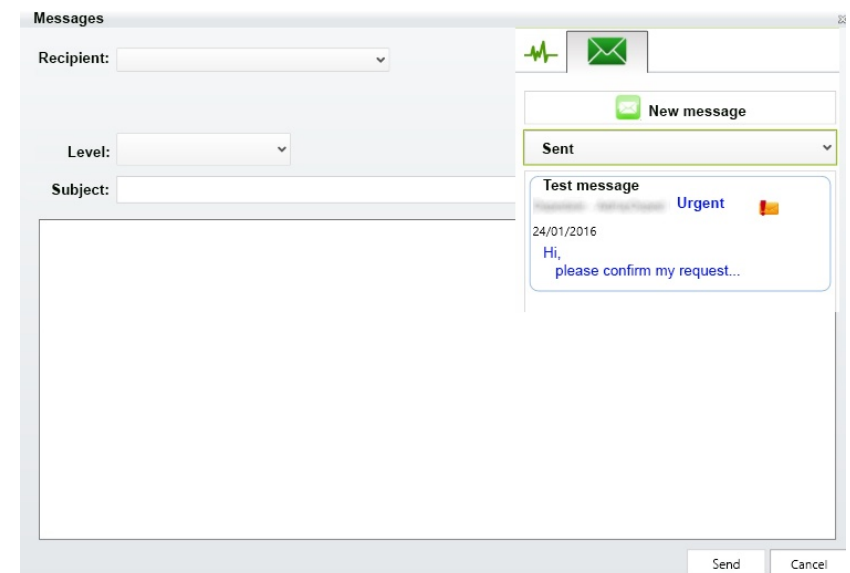 Messages
Recipient:
New message
Level:
Sent
Subject:
Test message
Urgent
24/01/2016
Hi,
please confirm my request...
Send Cancel